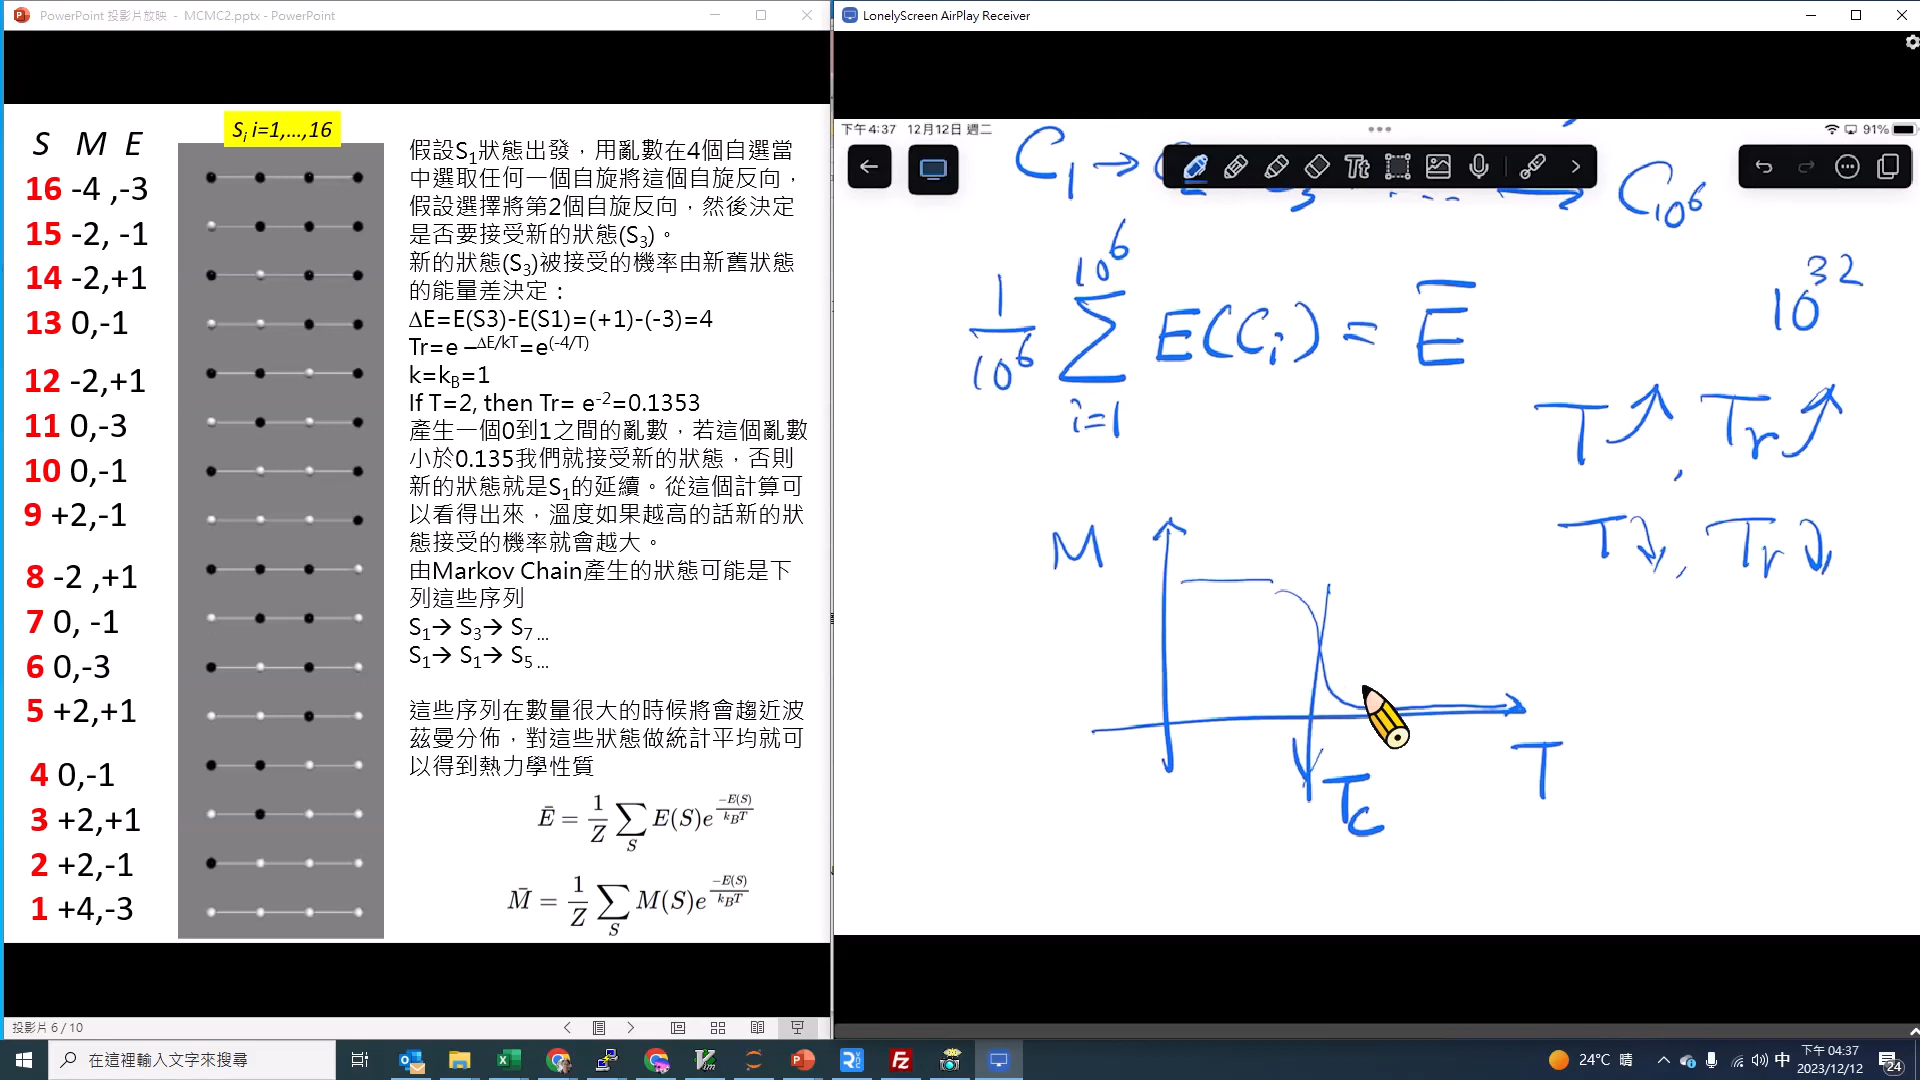 PowerPoint 投影片放映 - MCMC2.pptx - PowerPoint
S M E
Si i=1,...,16
16 -4 ,-3
15 -2, -1
14 -2,+1
13 0,-1
12 -2,+1
11 0,-3
10 0,-1
9 +2,-1
8 -2 ,+1
7 0, -1
6 0,-3
5 +2,+1
4 0,-1
3 +2,+1
2 +2,-1
1 +4,-3
假設S1狀態出發，用亂數在4個自選當
中選取任何一個自旋將這個自旋反向，
假設選擇將第2個自旋反向，然後決定
是否要接受新的狀態(S3)。
新的狀態(S3)被接受的機率由新舊狀態
的能量差決定：
∆E=E(S3)-E(S1)=(+1)-(-3)=4
Tr=e –∆E/kT=e(-4/T)
k=kB=1
If T=2, then Tr= e-2=0.1353
產生一個0到1之間的亂數，若這個亂數
小於0.135我們就接受新的狀態，否則
新的狀態就是S1的延續。從這個計算可
以看得出來，溫度如果越高的話新的狀
態接受的機率就會越大。
由Markov Chain產生的狀態可能是下
列這些序列
S1→ S3→ S7 ...
S1→ S1→ S5 ...
這些序列在數量很大的時候將會趨近波
茲曼分佈，對這些狀態做統計平均就可
以得到熱力學性質
Ē = 1/Z ∑S E(S)e -E(S)/kBT
M̄ = 1/Z ∑S M(S)e -E(S)/kBT
投影片 6 / 10
LonelyScreen AirPlay Receiver
下午4:37 12月12日 週二
91%
C1 → ... → C10^6
Tt
1/10^6 ∑ i=1 10^6 E(Ci) = Ē
10^32
T↗, Tr↗
T↘, Tr↘
M
Tc
T
在這裡輸入文字來搜尋
24°C 晴
中
下午 04:37
2023/12/12
24